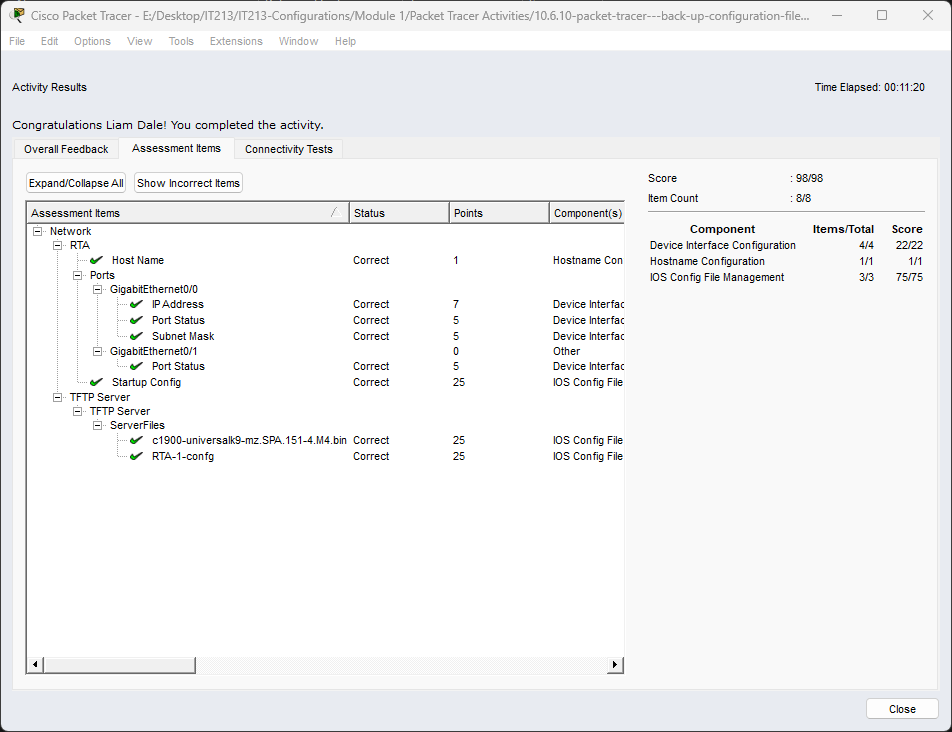 Cisco Packet Tracer - E:/Desktop/IT213/IT213-Configurations/Module 1/Packet Tracer Activities/10.6.10-packet-tracer---back-up-configuration-file...
File Edit Options View Tools Extensions Window Help
Activity Results
Time Elapsed: 00:11:20
Congratulations Liam Dale! You completed the activity.
Overall Feedback Assessment Items Connectivity Tests
Expand/Collapse All Show Incorrect Items
Assessment Items Status Points Component(s)
Network
RTA
Host Name Correct 1 Hostname Con
Ports
GigabitEthernet0/0
IP Address Correct 7 Device Interfac
Port Status Correct 5 Device Interfac
Subnet Mask Correct 5 Device Interfac
GigabitEthernet0/1 0 Other
Port Status Correct 5 Device Interfac
Startup Config Correct 25 IOS Config File
TFTP Server
TFTP Server
ServerFiles
c1900-universalk9-mz.SPA.151-4.M4.bin Correct 25 IOS Config File
RTA-1-confg Correct 25 IOS Config File
Score : 98/98
Item Count : 8/8
Component Items/Total Score
Device Interface Configuration 4/4 22/22
Hostname Configuration 1/1 1/1
IOS Config File Management 3/3 75/75
Close